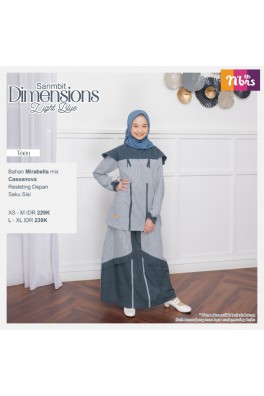 Sarimbit
Dimensions
Light Blue
Nbrs
Teen
Bahan Mirabella mix
Cassanova
Resleting Depan
Saku Sisi
XS - M IDR 229K
L - XL IDR 239K